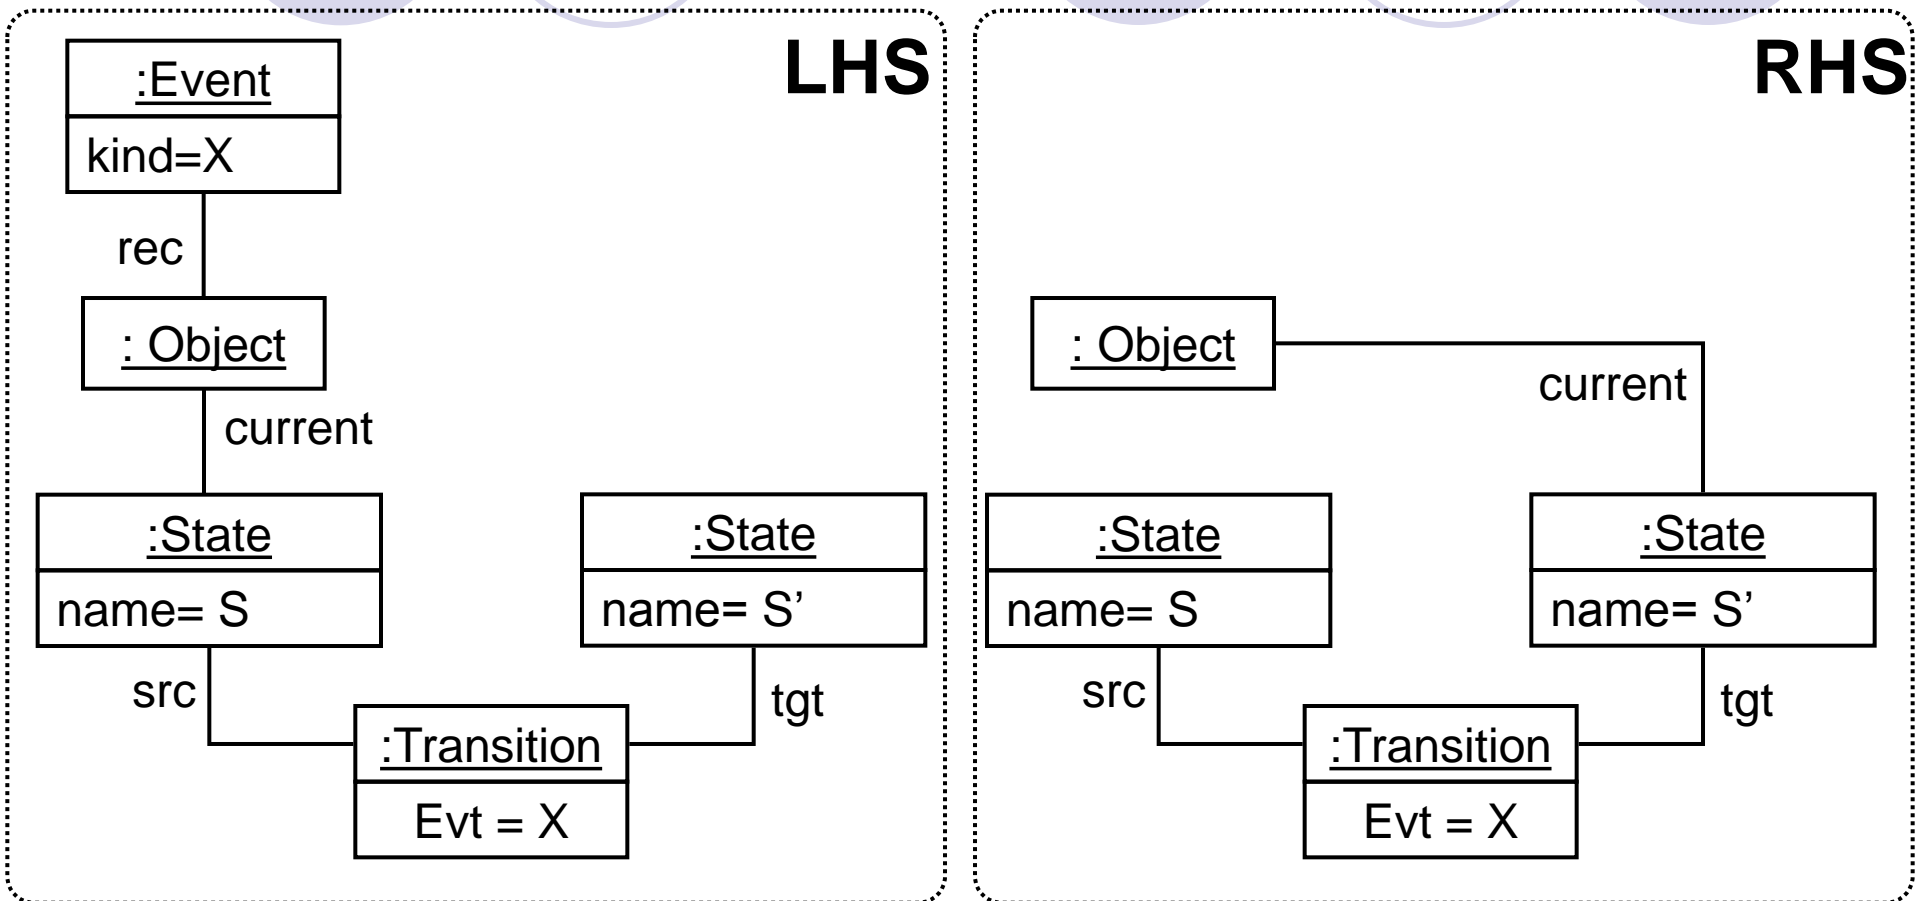 LHS
:Event
kind=X
rec
: Object
current
:State
name= S
:State
name= S’
src
tgt
:Transition
Evt = X
RHS
: Object
current
:State
name= S
:State
name= S’
src
tgt
:Transition
Evt = X